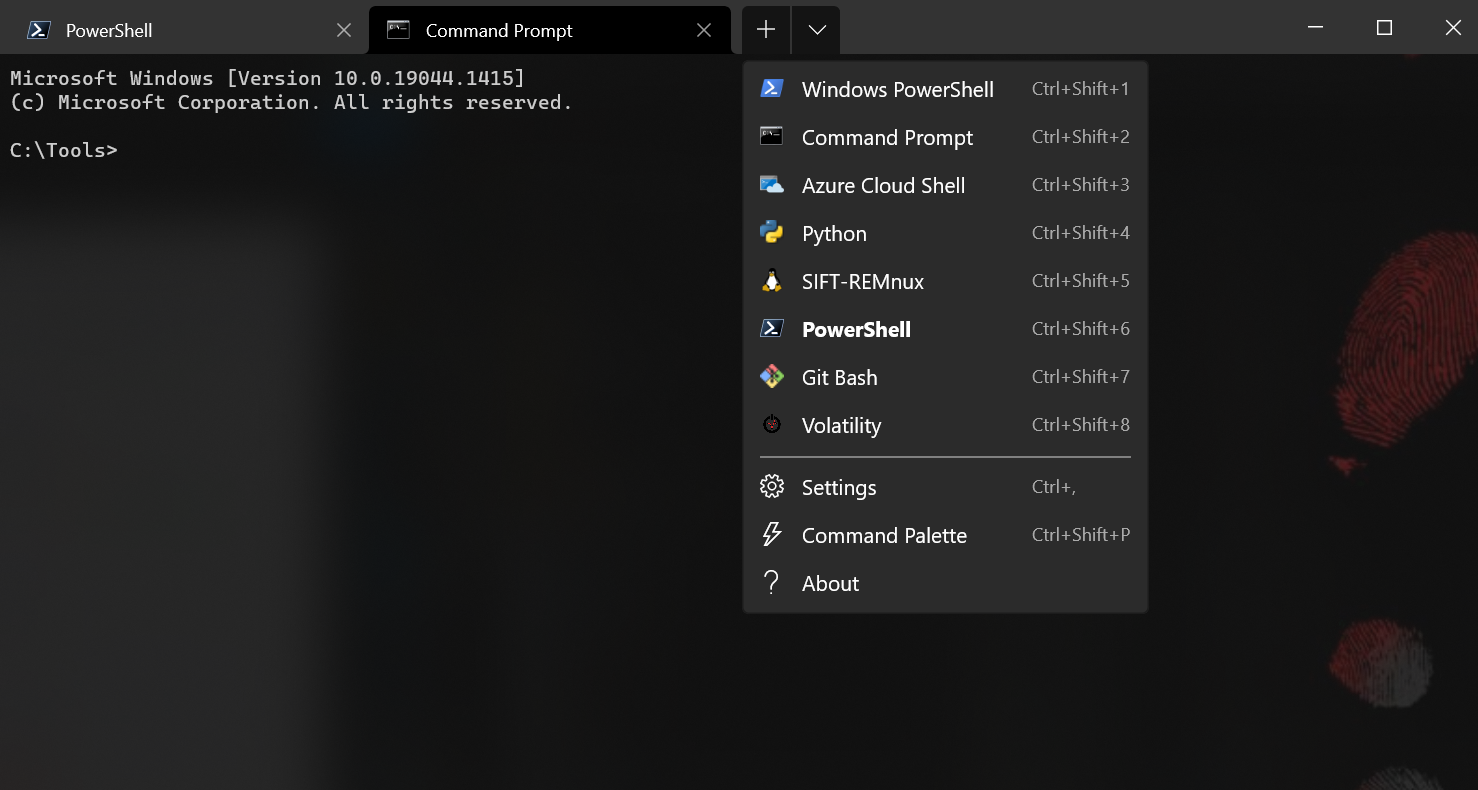 PowerShell
Command Prompt
Microsoft Windows [Version 10.0.19044.1415]
(c) Microsoft Corporation. All rights reserved.
C:\Tools>
Windows PowerShell Ctrl+Shift+1
Command Prompt Ctrl+Shift+2
Azure Cloud Shell Ctrl+Shift+3
Python Ctrl+Shift+4
SIFT-REMnux Ctrl+Shift+5
PowerShell Ctrl+Shift+6
Git Bash Ctrl+Shift+7
Volatility Ctrl+Shift+8
Settings Ctrl+,
Command Palette Ctrl+Shift+P
About